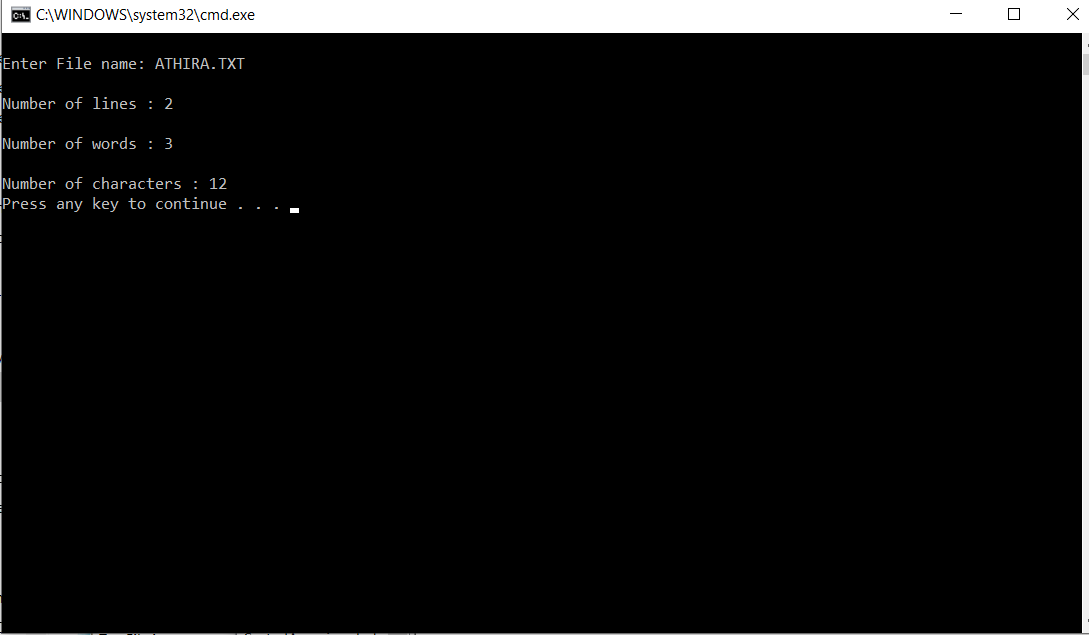 C:\WINDOWS\system32\cmd.exe
Enter File name: ATHIRA.TXT
Number of lines : 2
Number of words : 3
Number of characters : 12
Press any key to continue . . .